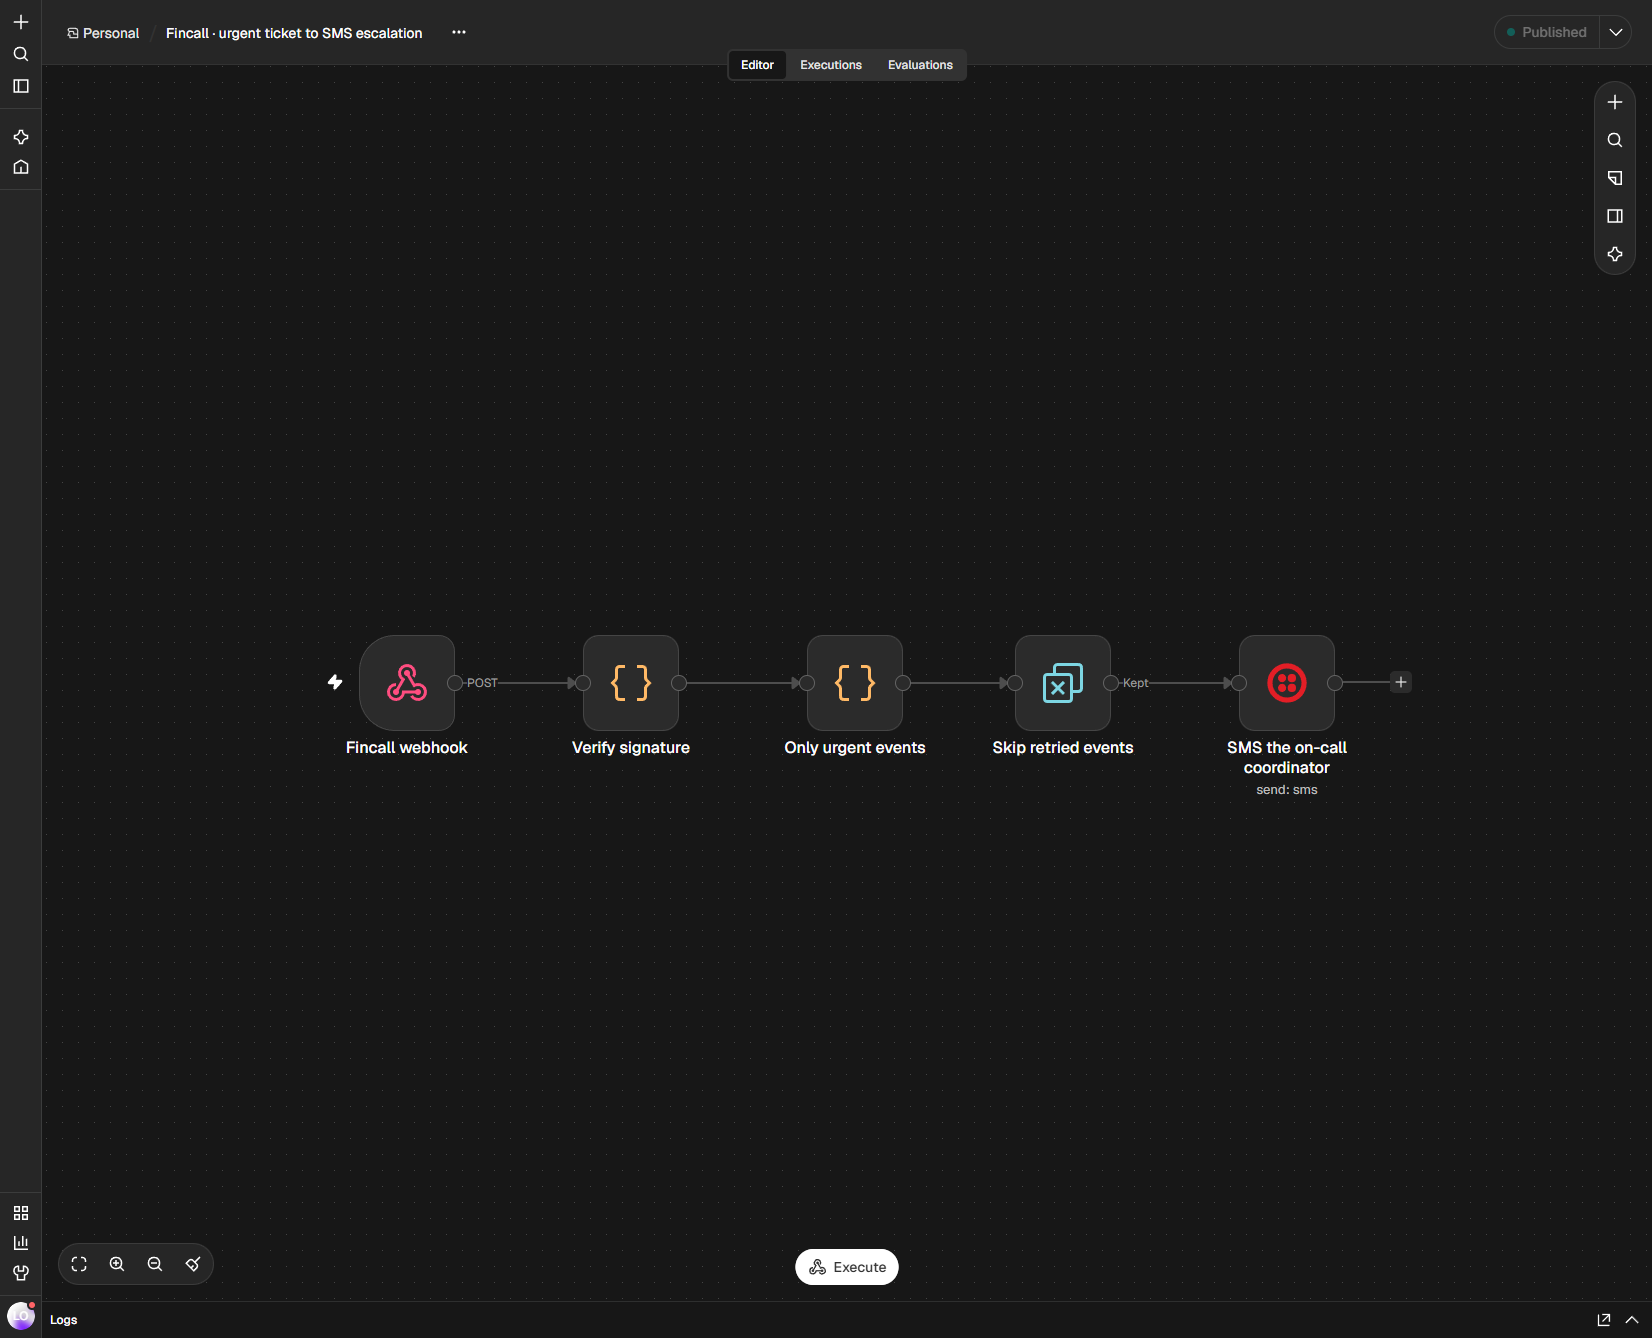 Personal / Fincall · urgent ticket to SMS escalation
Published
Editor Executions Evaluations
POST
Kept
Fincall webhook
Verify signature
Only urgent events
Skip retried events
SMS the on-call
coordinator
send: sms
Execute
LO
Logs